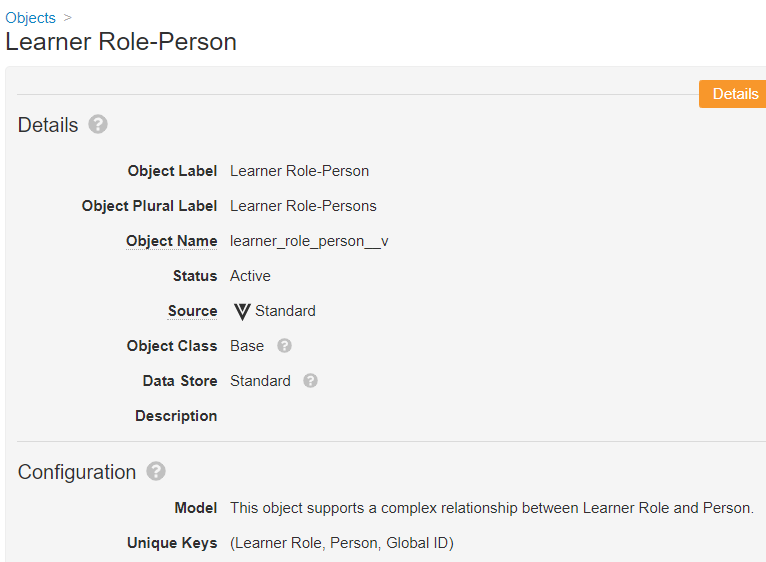 Objects >
Learner Role-Person
Details
Details ?
Object Label Learner Role-Person
Object Plural Label Learner Role-Persons
Object Name learner_role_person__v
Status Active
Source Standard
Object Class Base ?
Data Store Standard ?
Description
Configuration ?
Model This object supports a complex relationship between Learner Role and Person.
Unique Keys (Learner Role, Person, Global ID)